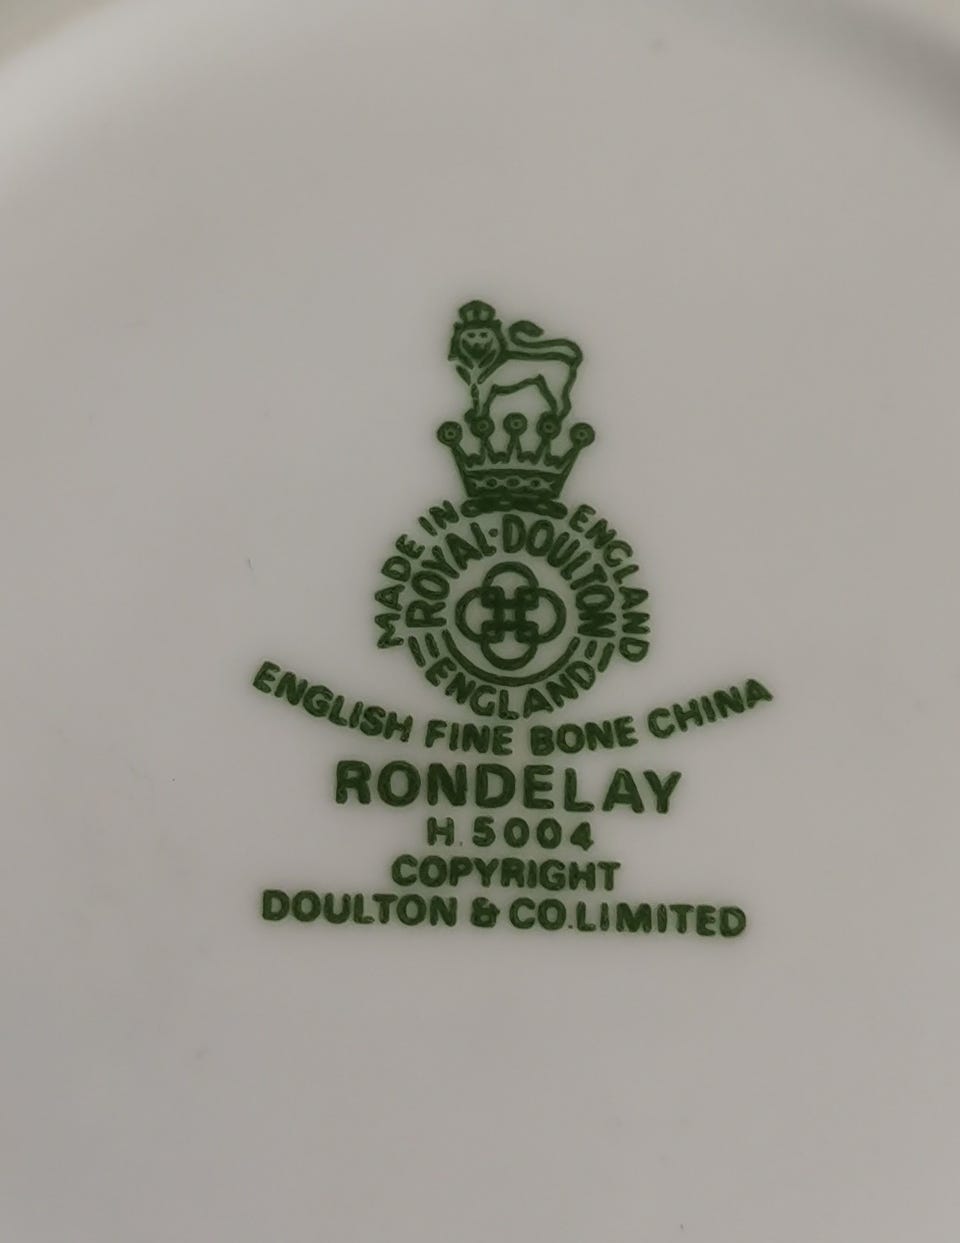 MADE IN ENGLAND
ROYAL·DOULTON
ENGLAND
ENGLISH FINE BONE CHINA
RONDELAY
H.5004
COPYRIGHT
DOULTON & CO.LIMITED